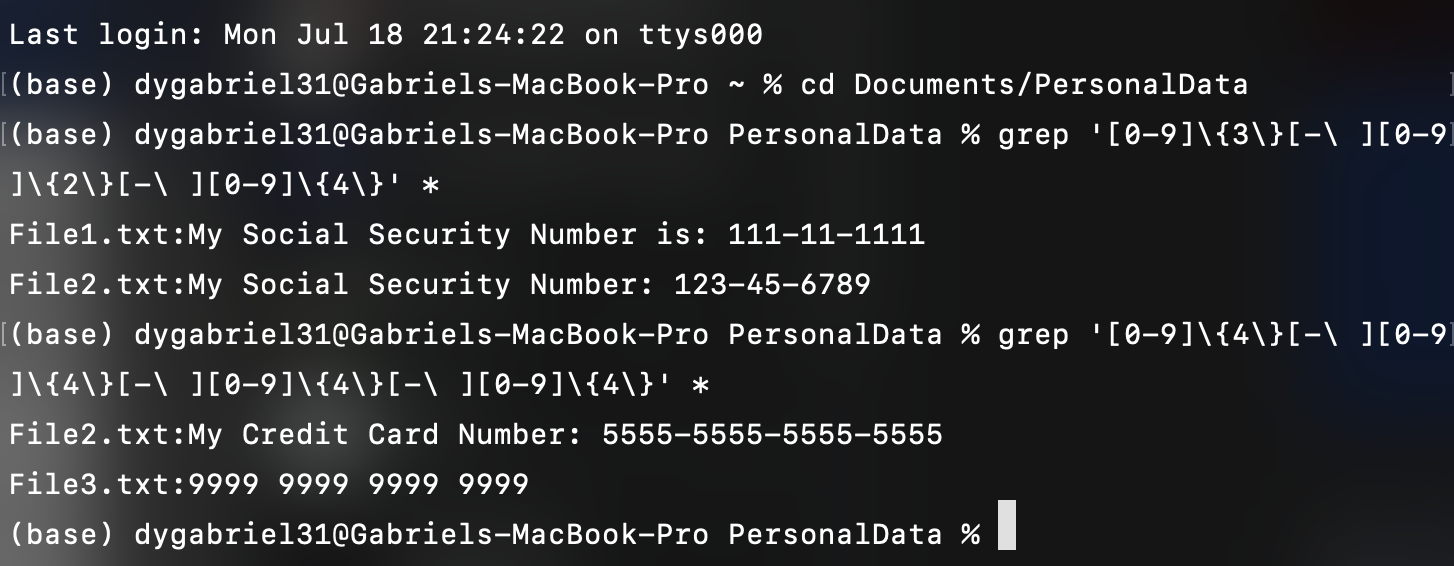 Last login: Mon Jul 18 21:24:22 on ttys000
[(base) dygabriel31@Gabriels-MacBook-Pro ~ % cd Documents/PersonalData ]
[(base) dygabriel31@Gabriels-MacBook-Pro PersonalData % grep '[0-9]\{3\}[-\ ][0-9]
]\{2\}[-\ ][0-9]\{4\}' *
File1.txt:My Social Security Number is: 111-11-1111
File2.txt:My Social Security Number: 123-45-6789
[(base) dygabriel31@Gabriels-MacBook-Pro PersonalData % grep '[0-9]\{4\}[-\ ][0-9]
]\{4\}[-\ ][0-9]\{4\}[-\ ][0-9]\{4\}' *
File2.txt:My Credit Card Number: 5555-5555-5555-5555
File3.txt:9999 9999 9999 9999
(base) dygabriel31@Gabriels-MacBook-Pro PersonalData %